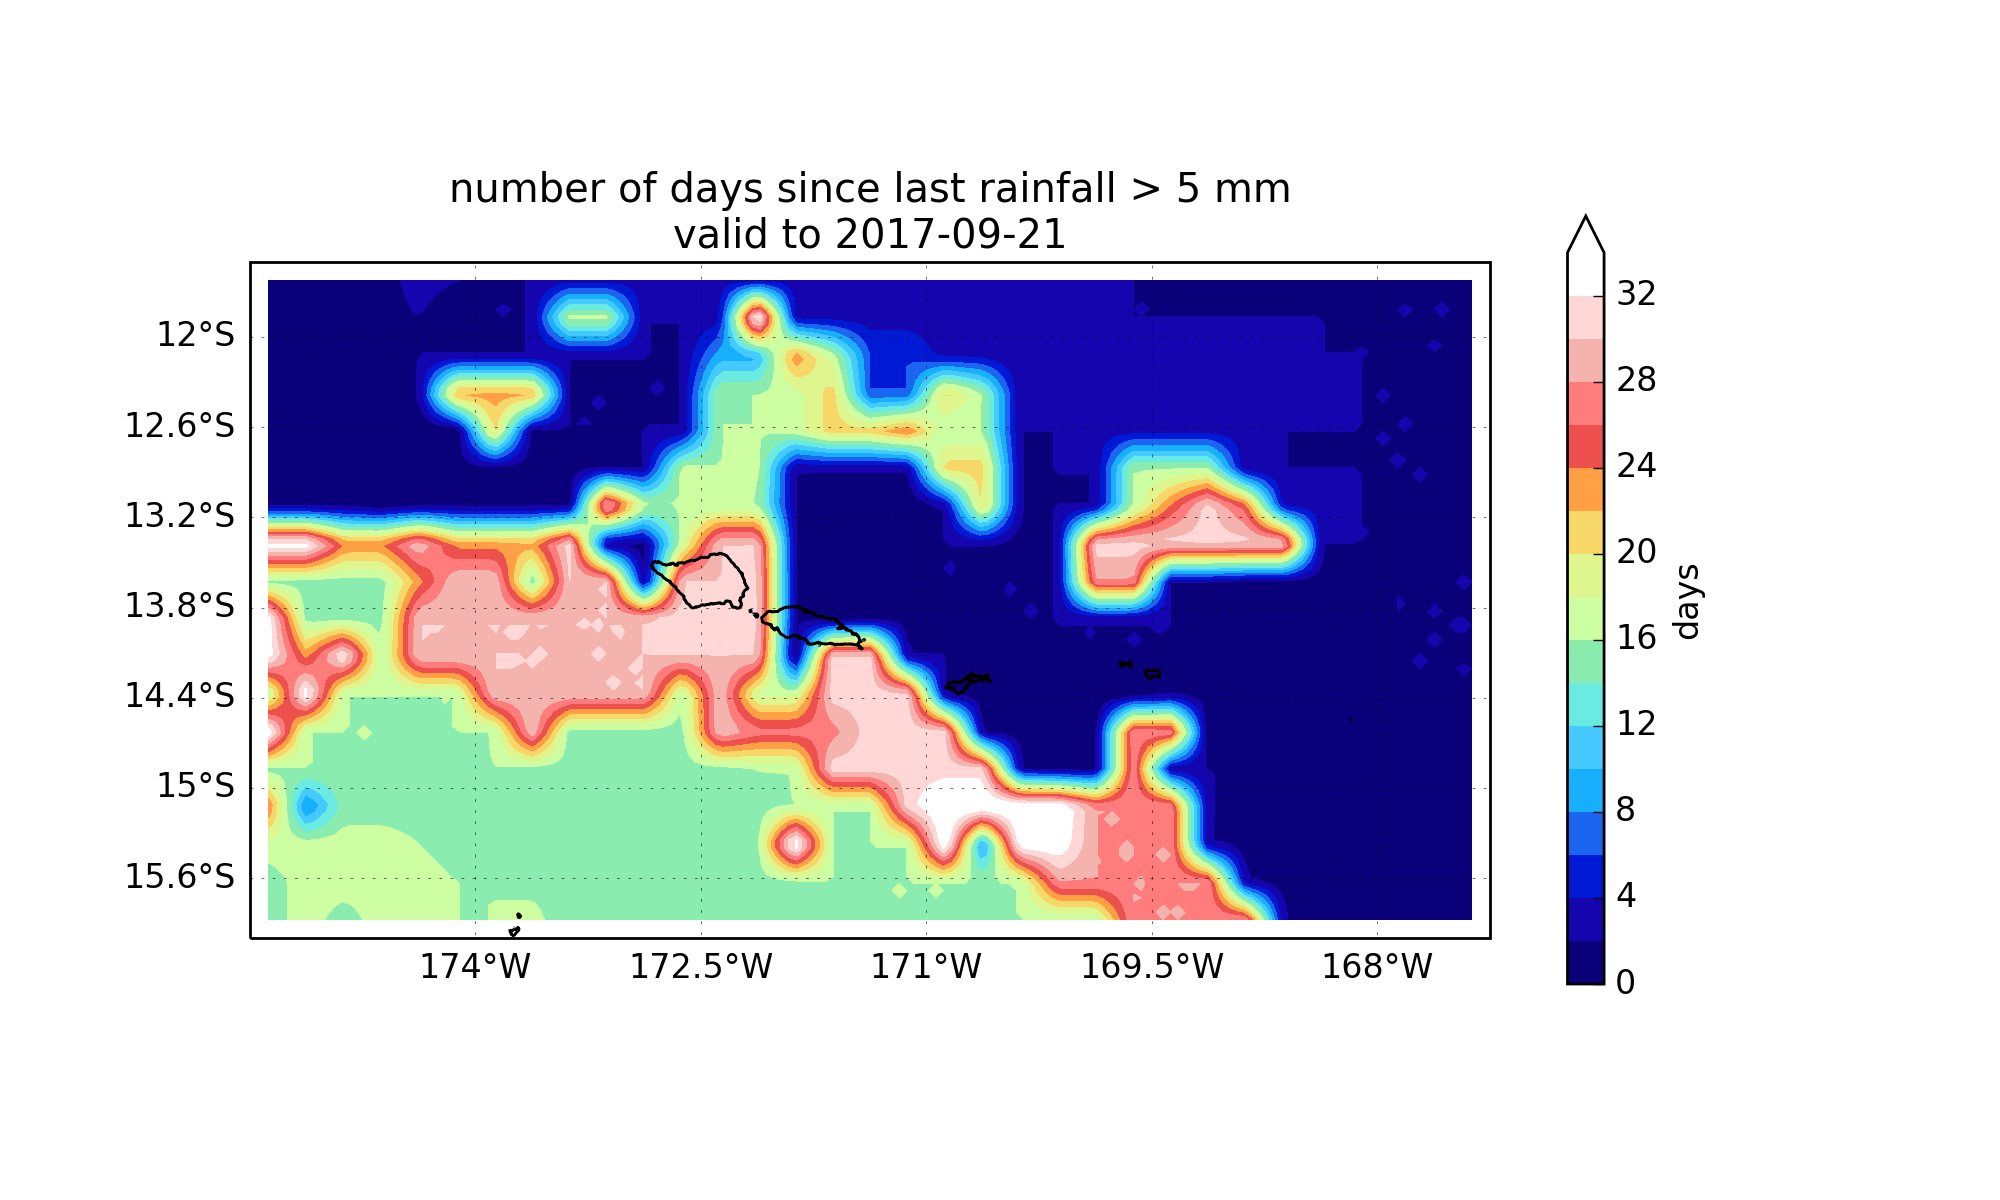 number of days since last rainfall > 5 mm
valid to 2017-09-21
12°S
12.6°S
13.2°S
13.8°S
14.4°S
15°S
15.6°S
174°W
172.5°W
171°W
169.5°W
168°W
32
28
24
20
16
12
8
4
0
days